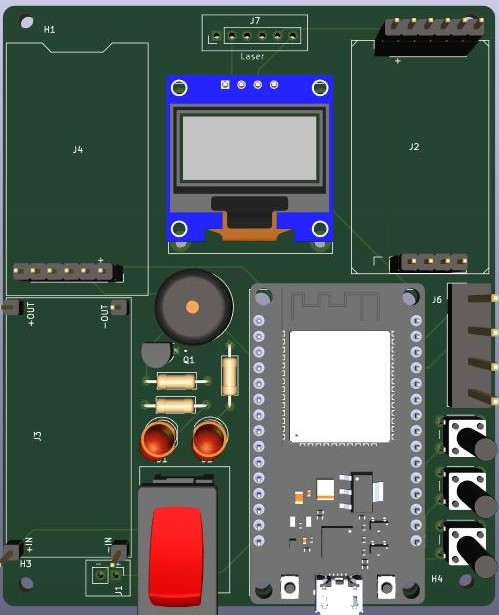 J7
H1
Laser
+
J4
J2
+
+OUT
-OUT
J6
Q1
J3
+IN
-IN
H3
J1
H4